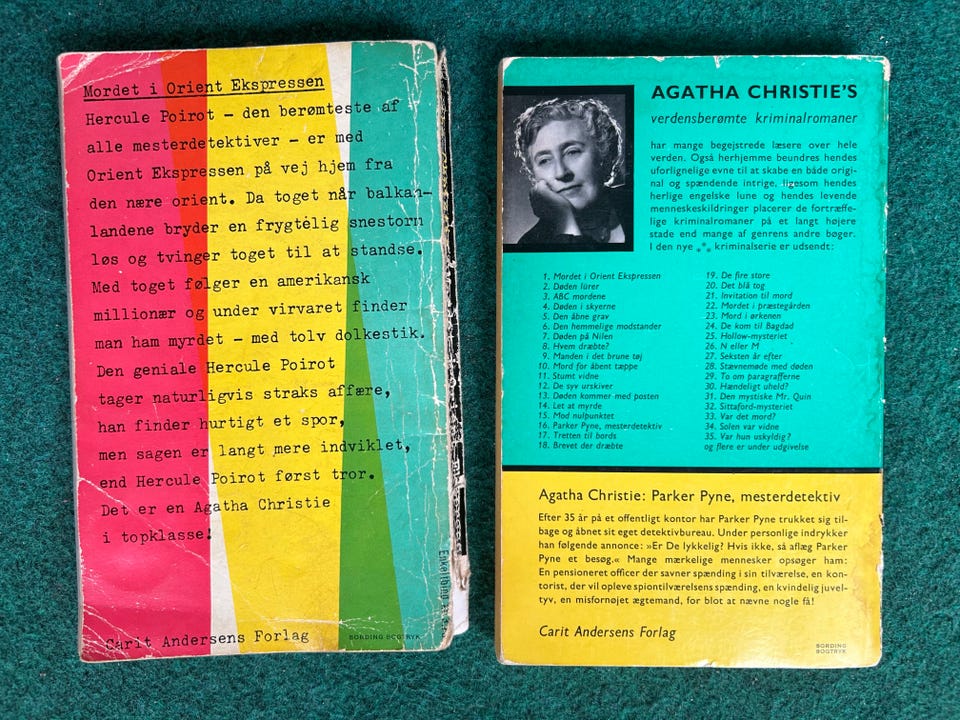 Mordet i Orient Ekspressen
Hercule Poirot - den berømteste af
alle mesterdetektiver - er med
Orient Ekspressen på vej hjem fra
den nære orient. Da toget når balkan-
landene bryder en frygtelig snestorm
løs og tvinger toget til at standse.
Med toget følger en amerikansk
millionær og under virvaret finder
man ham myrdet - med tolv dolkestik.
Den geniale Hercule Poirot
tager naturligvis straks affære,
han finder hurtigt et spor,
men sagen er langt mere indviklet,
end Hercule Poirot først tror.
Det er en Agatha Christie
i topklasse!
Carit Andersens Forlag
BORDING BOGTRYK
AGATHA CHRISTIE'S
verdensberømte kriminalromaner
har mange begejstrede læsere over hele
verden. Også herhjemme beundres hendes
uforlignelige evne til at skabe en både origi-
nal og spændende intrige, ligesom hendes
herlige engelske lune og hendes levende
menneskeskildringer placerer de fortræffe-
lige kriminalromaner på et langt højere
stade end mange af genrens andre bøger.
I den nye *** kriminalserie er udsendt:
1. Mordet i Orient Ekspressen
2. Døden lurer
3. ABC mordene
4. Døden i skyerne
5. Den åbne grav
6. Den hemmelige modstander
7. Døden på Nilen
8. Hvem dræbte?
9. Manden i det brune tøj
10. Mord for åbent tæppe
11. Stumt vidne
12. De syv urskiver
13. Døden kommer med posten
14. Let at myrde
15. Mod nulpunktet
16. Parker Pyne, mesterdetektiv
17. Tretten til bords
18. Brevet der dræbte
19. De fire store
20. Det blå tog
21. Invitation til mord
22. Mordet i præstegården
23. Mord i ørkenen
24. De kom til Bagdad
25. Hollow-mysteriet
26. N eller M
27. Seksten år efter
28. Stævnemøde med døden
29. To om paragrafferne
30. Hændeligt uheld?
31. Den mystiske Mr. Quin
32. Sittaford-mysteriet
33. Var det mord?
34. Solen var vidne
35. Var hun uskyldig?
og flere er under udgivelse
Agatha Christie: Parker Pyne, mesterdetektiv
Efter 35 år på et offentligt kontor har Parker Pyne trukket sig til-
bage og åbnet sit eget detektivbureau. Under personlige indrykker
han følgende annonce: »Er De lykkelig? Hvis ikke, så aflæg Parker
Pyne et besøg.« Mange mærkelige mennesker opsøger ham:
En pensioneret officer der savner spænding i sin tilværelse, en kon-
torist, der vil opleve spiontilværelsens spænding, en kvindelig juvel-
tyv, en misfornøjet ægtemand, for blot at nævne nogle få!
Carit Andersens Forlag
BORDING
BOGTRYK